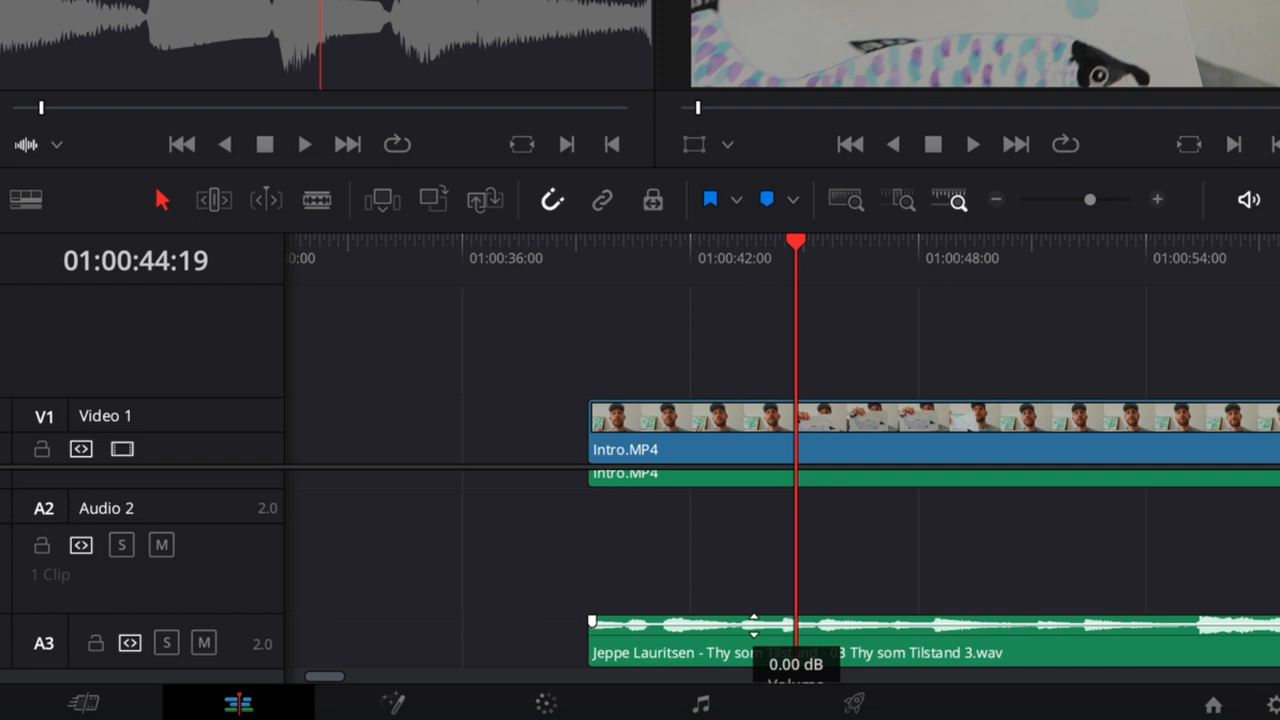 01:00:44:19
0:00
01:00:36:00
01:00:42:00
01:00:48:00
01:00:54:00
V1 Video 1
Intro.MP4
Intro.MP4
A2 Audio 2 2.0
S M
1 Clip
A3 S M 2.0
Jeppe Lauritsen - Thy som Tilstand - 03 Thy som Tilstand 3.wav
0.00 dB
Volume